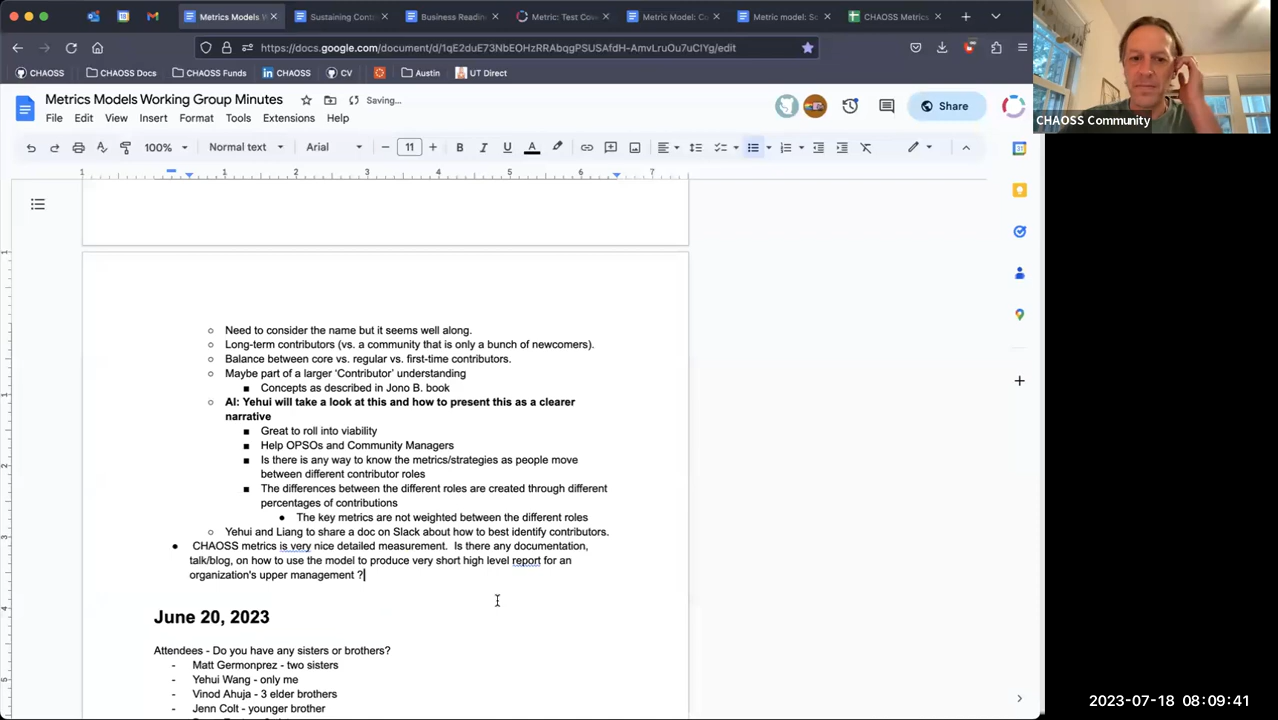 Metrics Models W
Sustaining Cont
Business Readin
Metric: Test Cov
Metric Model: C
Metric model: S
CHAOSS Metrics
https://docs.google.com/document/d/1qE2duE73NbEOHzRRAbqgPSUSAfdH-AmvLruOu7uClYg/edit
CHAOSS
CHAOSS Docs
CHAOSS Funds
CHAOSS
CV
Austin
UT Direct
Metrics Models Working Group Minutes
Saving...
File Edit View Insert Format Tools Extensions Help
Share
100%
Normal text
Arial
11
1 1 2 3 4 5 6 7
Need to consider the name but it seems well along.
Long-term contributors (vs. a community that is only a bunch of newcomers).
Balance between core vs. regular vs. first-time contributors.
Maybe part of a larger ‘Contributor’ understanding
Concepts as described in Jono B. book
AI: Yehui will take a look at this and how to present this as a clearer
narrative
Great to roll into viability
Help OPSOs and Community Managers
Is there is any way to know the metrics/strategies as people move
between different contributor roles
The differences between the different roles are created through different
percentages of contributions
The key metrics are not weighted between the different roles
Yehui and Liang to share a doc on Slack about how to best identify contributors.
CHAOSS metrics is very nice detailed measurement. Is there any documentation,
talk/blog, on how to use the model to produce very short high level report for an
organization's upper management ?
June 20, 2023
Attendees - Do you have any sisters or brothers?
- Matt Germonprez - two sisters
- Yehui Wang - only me
- Vinod Ahuja - 3 elder brothers
- Jenn Colt - younger brother
CHAOSS Community
2023-07-18 08:09:41